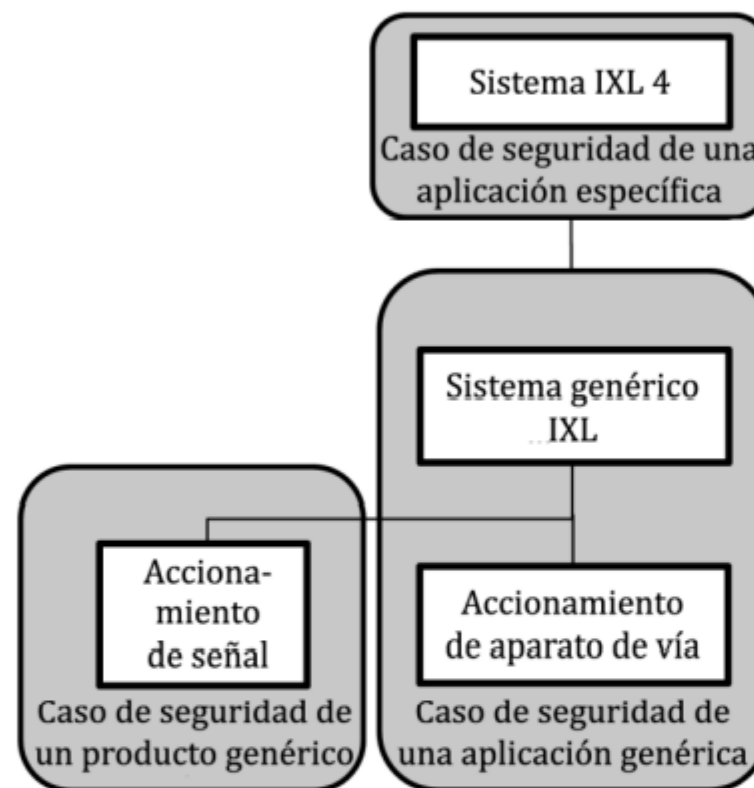 Sistema IXL 4
Caso de seguridad de una
aplicación específica
Sistema genérico
IXL
Acciona-
miento
de señal
Caso de seguridad de
un producto genérico
Accionamiento
de aparato de vía
Caso de seguridad de
una aplicación genérica